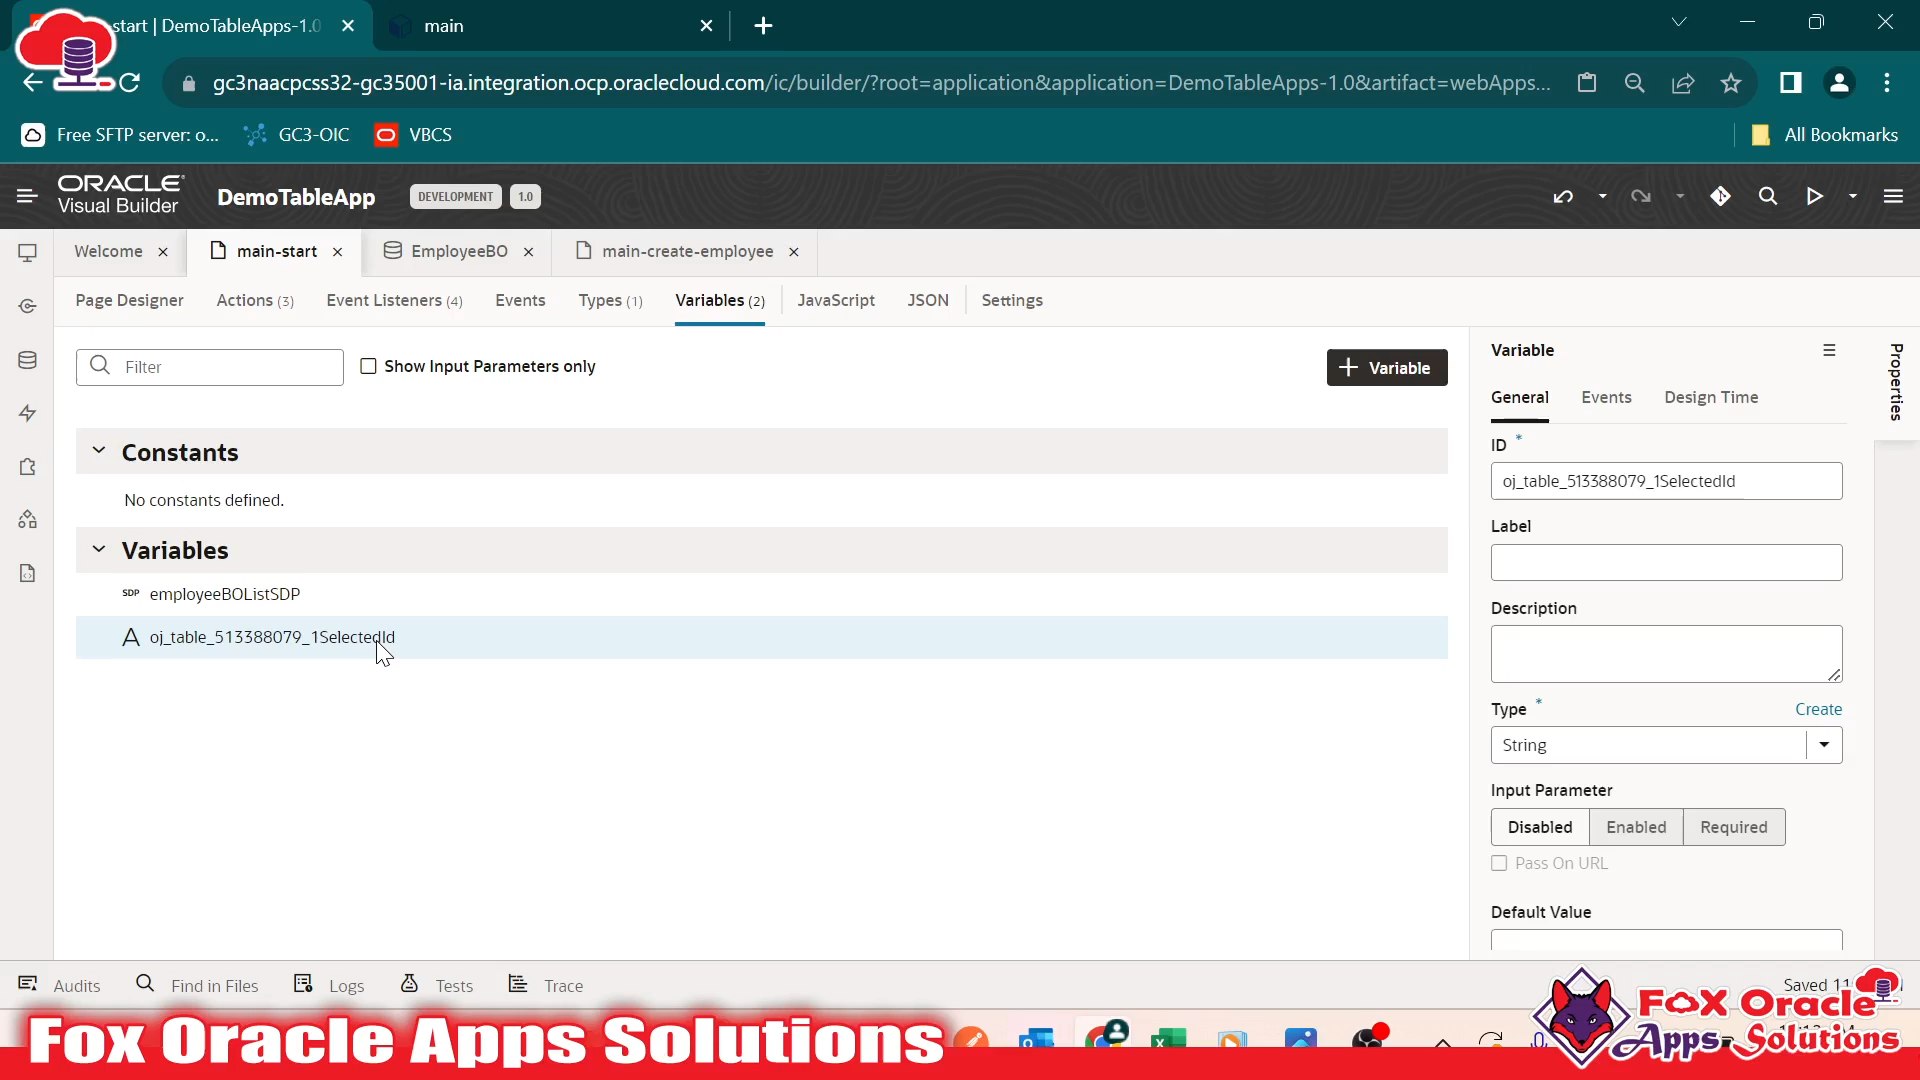 start | DemoTableApps-1.0
main
gc3naacpcss32-gc35001-ia.integration.ocp.oraclecloud.com/ic/builder/?root=application&application=DemoTableApps-1.0&artifact=webApps...
Free SFTP server: o...
GC3-OIC
VBCS
All Bookmarks
ORACLE
Visual Builder
DemoTableApp
DEVELOPMENT
1.0
Welcome
main-start
EmployeeBO
main-create-employee
Page Designer
Actions (3)
Event Listeners (4)
Events
Types (1)
Variables (2)
JavaScript
JSON
Settings
Filter
Show Input Parameters only
+ Variable
Constants
No constants defined.
Variables
SDP employeeBOListSDP
A oj_table_513388079_1SelectedId
Variable
Properties
General
Events
Design Time
ID *
oj_table_513388079_1SelectedId
Label
Description
Type *
Create
String
Input Parameter
Disabled
Enabled
Required
Pass On URL
Default Value
Audits
Find in Files
Logs
Tests
Trace
Saved 11
Fox Oracle Apps Solutions
Fox Oracle
Apps Solutions